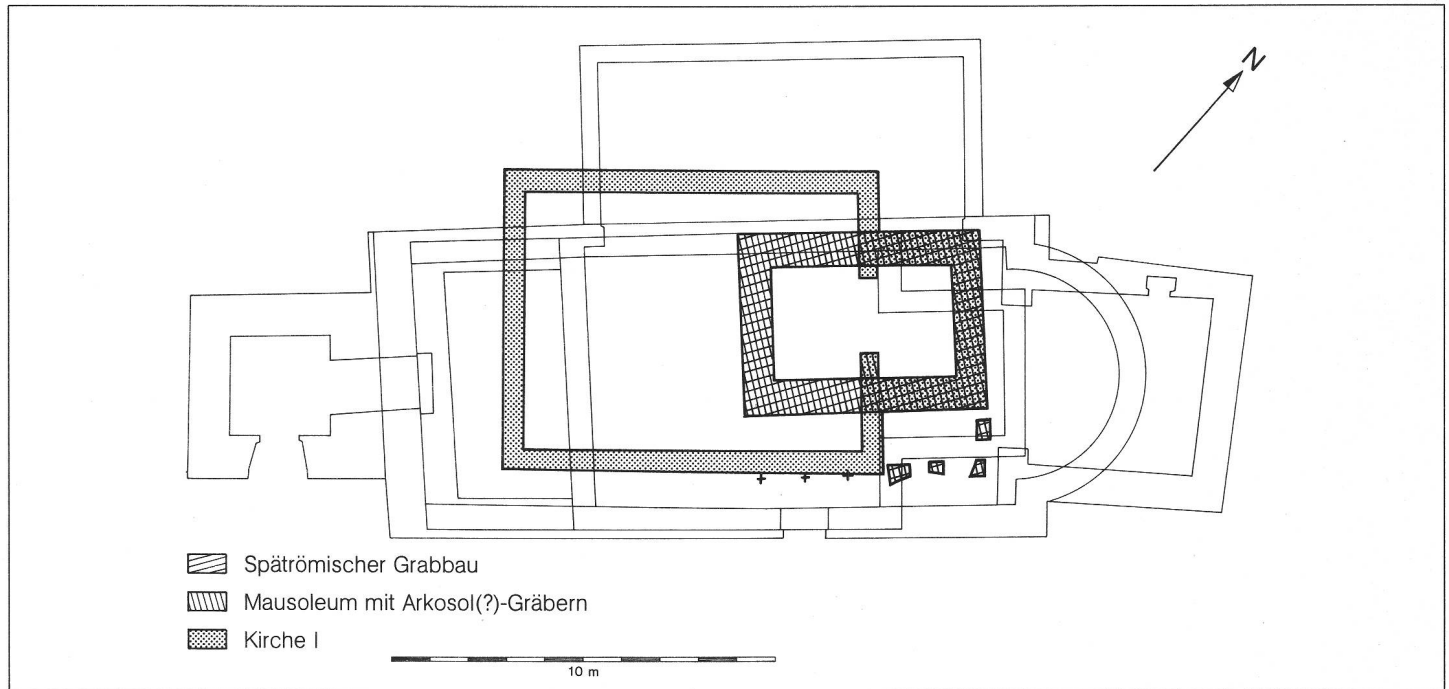 N
Spätrömischer Grabbau
Mausoleum mit Arkosol(?)-Gräbern
Kirche I
10 m